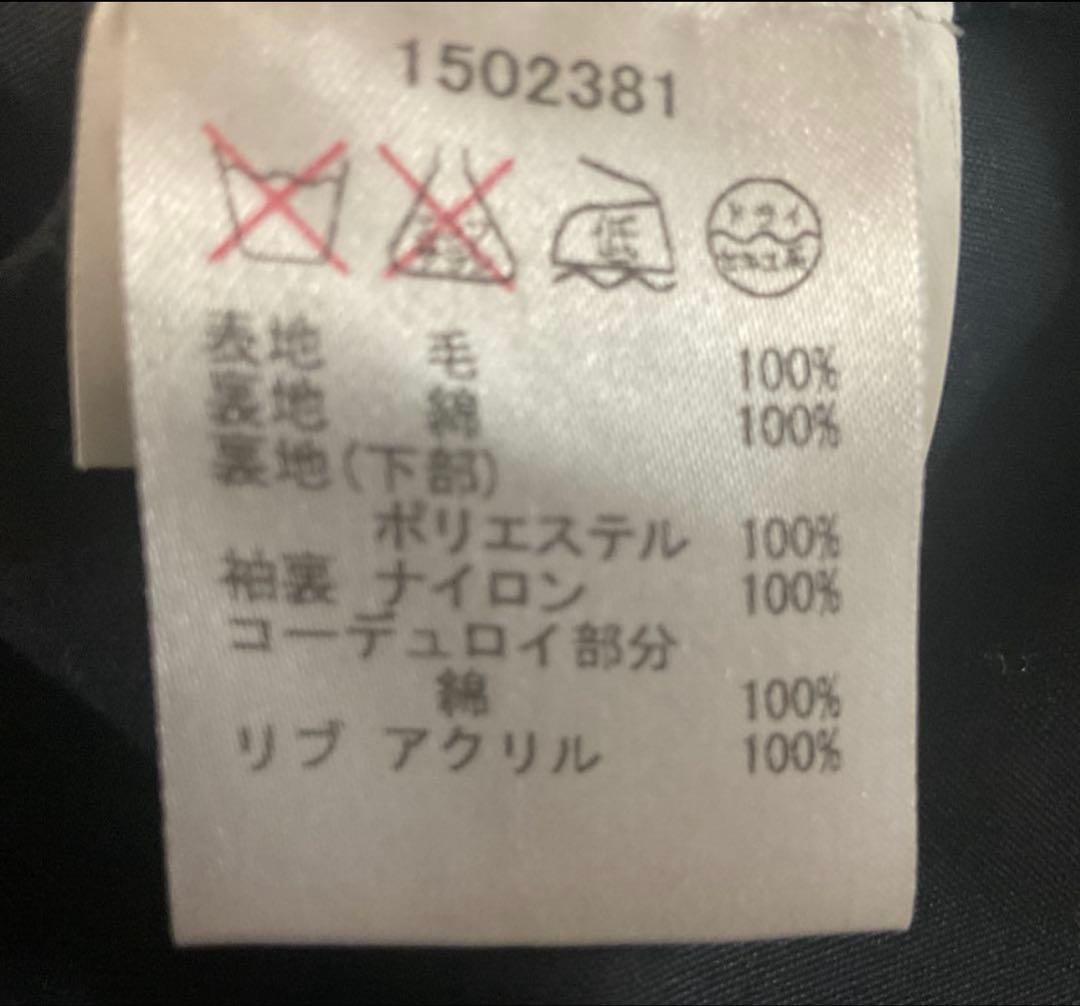 1502381
低
ドライ
セキユ系
表地 毛 100%
裏地 綿 100%
裏地(下部)
ポリエステル 100%
袖裏 ナイロン 100%
コーデュロイ部分
綿 100%
リブ アクリル 100%